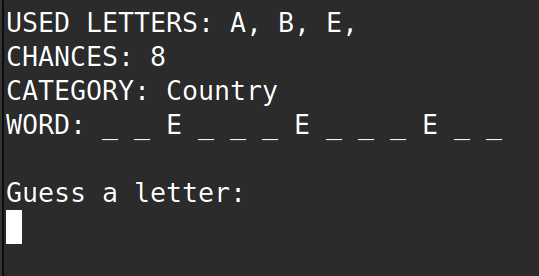 USED LETTERS: A, B, E,
CHANCES: 8
CATEGORY: Country
WORD: _ _ E _ _ _ E _ _ _ E _ _
Guess a letter: